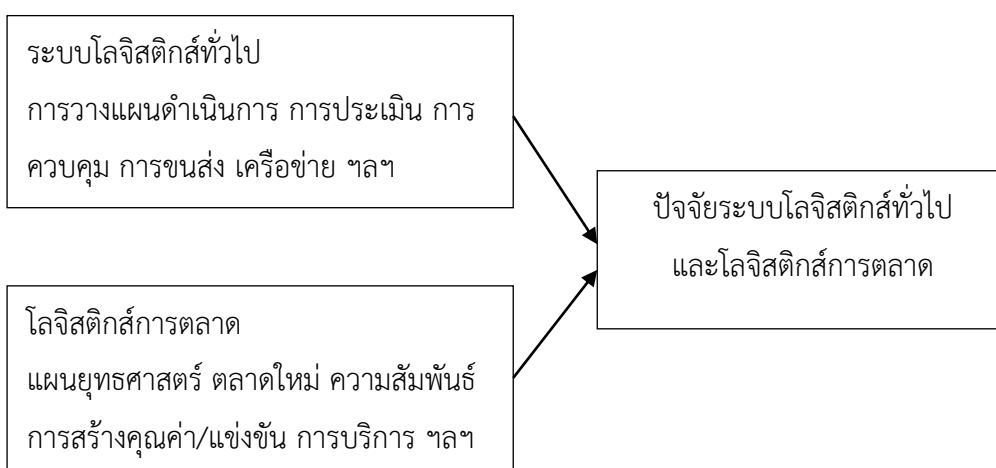 ระบบโลจิสติกส์ทั่วไป
การวางแผนดำเนินการ การประเมิน การ
ควบคุม การขนส่ง เครือข่าย ฯลฯ
ปัจจัยระบบโลจิสติกส์ทั่วไป
และโลจิสติกส์การตลาด
โลจิสติกส์การตลาด
แผนยุทธศาสตร์ ตลาดใหม่ ความสัมพันธ์
การสร้างคุณค่า/แข่งขัน การบริการ ฯลฯ